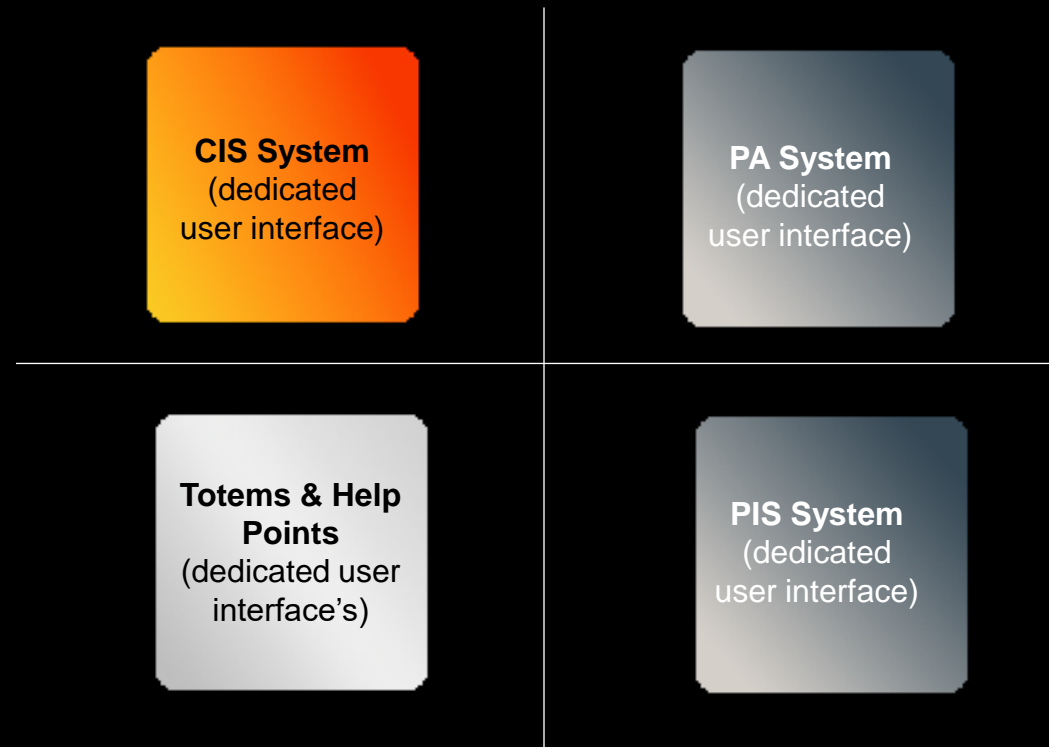 CIS System
(dedicated
user interface)
PA System
(dedicated
user interface)
Totems & Help
Points
(dedicated user
interface’s)
PIS System
(dedicated
user interface)